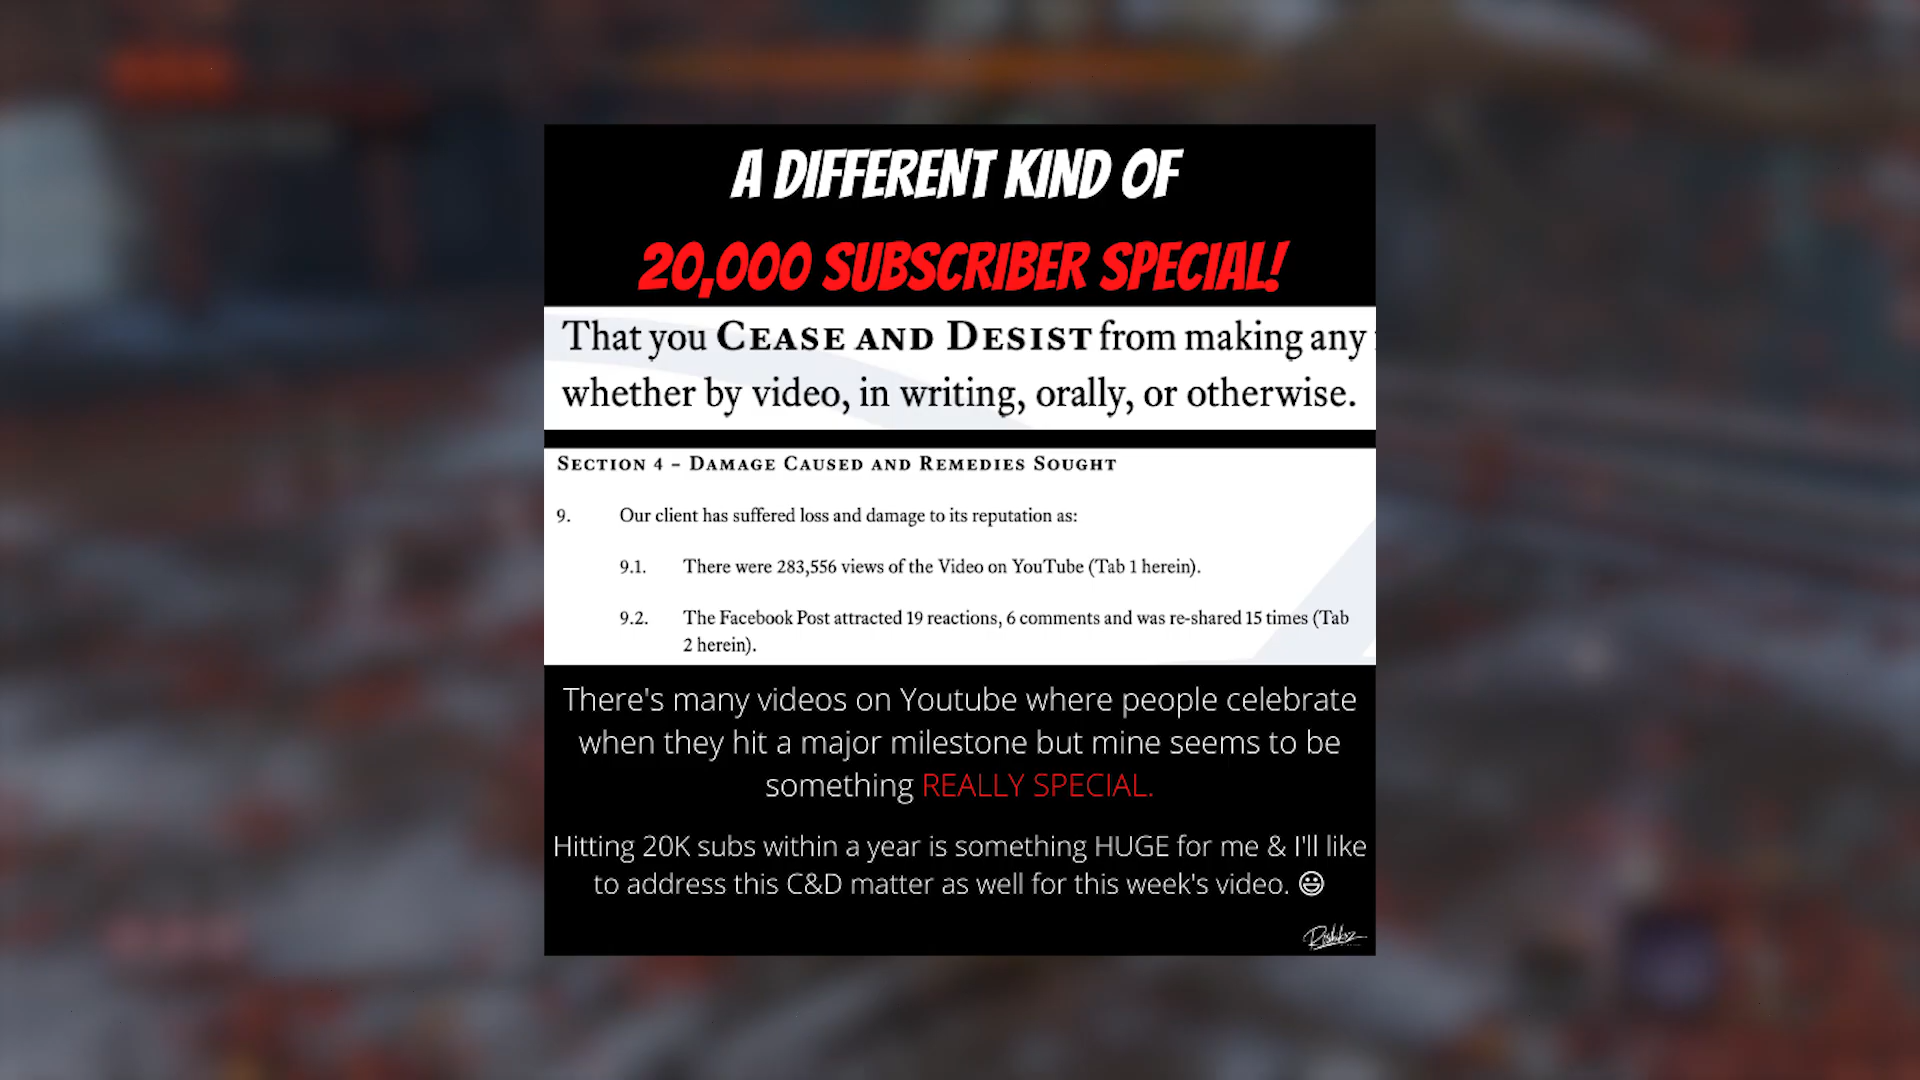 A DIFFERENT KIND OF
20,000 SUBSCRIBER SPECIAL!
That you CEASE AND DESIST from making any
whether by video, in writing, orally, or otherwise.
SECTION 4 – DAMAGE CAUSED AND REMEDIES SOUGHT
9. Our client has suffered loss and damage to its reputation as:
9.1. There were 283,556 views of the Video on YouTube (Tab 1 herein).
9.2. The Facebook Post attracted 19 reactions, 6 comments and was re-shared 15 times (Tab
2 herein).
There's many videos on Youtube where people celebrate
when they hit a major milestone but mine seems to be
something REALLY SPECIAL.
Hitting 20K subs within a year is something HUGE for me & I'll like
to address this C&D matter as well for this week's video. 😃